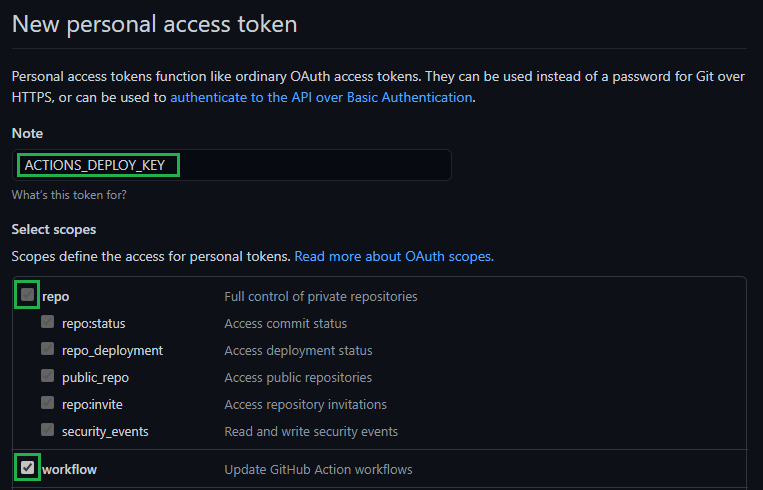 New personal access token
Personal access tokens function like ordinary OAuth access tokens. They can be used instead of a password for Git over
HTTPS, or can be used to authenticate to the API over Basic Authentication.
Note
ACTIONS_DEPLOY_KEY
What's this token for?
Select scopes
Scopes define the access for personal tokens. Read more about OAuth scopes.
repo Full control of private repositories
repo:status Access commit status
repo_deployment Access deployment status
public_repo Access public repositories
repo:invite Access repository invitations
security_events Read and write security events
workflow Update GitHub Action workflows